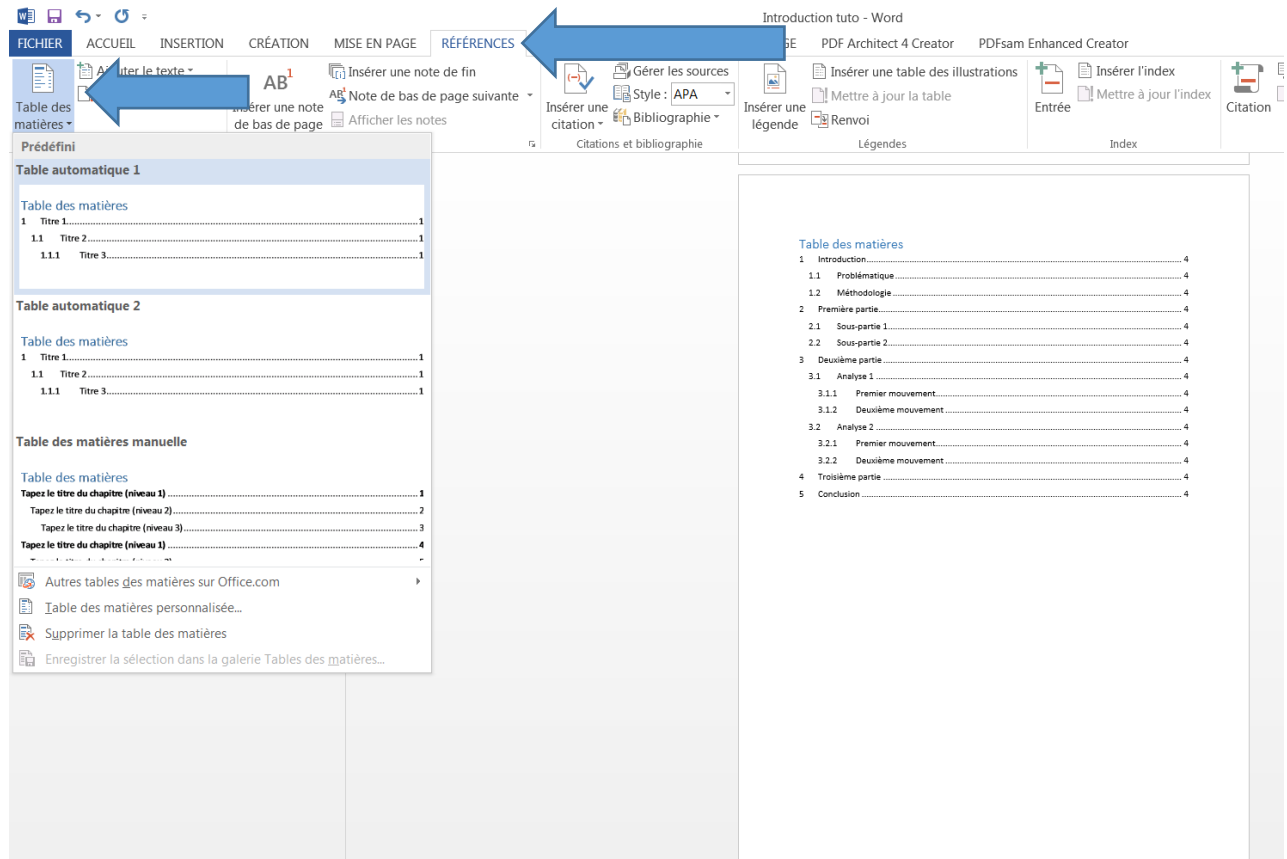 Introduction tuto - Word
FICHIER ACCUEIL INSERTION CRÉATION MISE EN PAGE RÉFÉRENCES GE PDF Architect 4 Creator PDFsam Enhanced Creator
Table des matières
Ajouter le texte
AB1
Insérer une note de bas de page
Insérer une note de fin
AB1 Note de bas de page suivante
Afficher les notes
Insérer une citation
Gérer les sources
Style : APA
Bibliographie
Citations et bibliographie
Insérer une légende
Insérer une table des illustrations
Mettre à jour la table
Renvoi
Légendes
Entrée
Insérer l'index
Mettre à jour l'index
Index
Citation
Prédéfini
Table automatique 1
Table des matières
1 Titre 1 1
1.1 Titre 2 1
1.1.1 Titre 3 1
Table automatique 2
Table des matières
1 Titre 1 1
1.1 Titre 2 1
1.1.1 Titre 3 1
Table des matières manuelle
Table des matières
Tapez le titre du chapitre (niveau 1) 1
Tapez le titre du chapitre (niveau 2) 2
Tapez le titre du chapitre (niveau 3) 3
Tapez le titre du chapitre (niveau 1) 4
Autres tables des matières sur Office.com
Table des matières personnalisée...
Supprimer la table des matières
Enregistrer la sélection dans la galerie Tables des matières...
Table des matières
1 Introduction 4
1.1 Problématique 4
1.2 Méthodologie 4
2 Première partie 4
2.1 Sous-partie 1 4
2.2 Sous-partie 2 4
3 Deuxième partie 4
3.1 Analyse 1 4
3.1.1 Premier mouvement 4
3.1.2 Deuxième mouvement 4
3.2 Analyse 2 4
3.2.1 Premier mouvement 4
3.2.2 Deuxième mouvement 4
4 Troisième partie 4
5 Conclusion 4